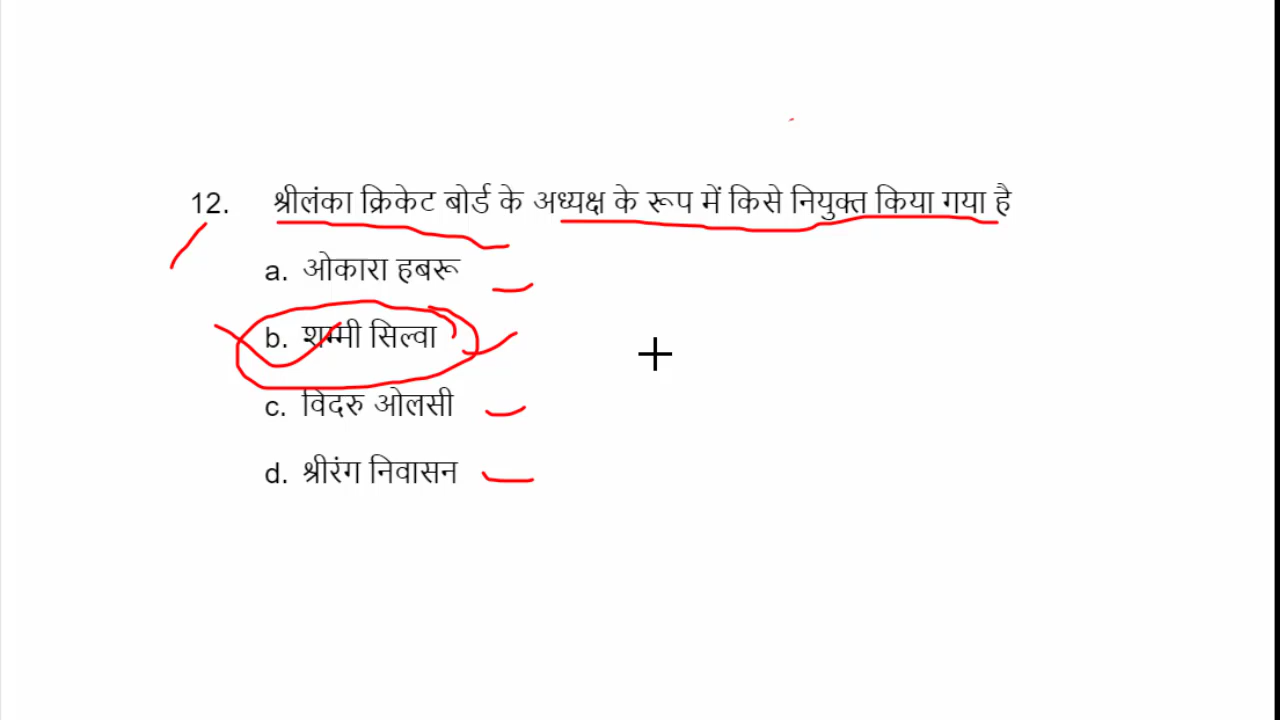 12. श्रीलंका क्रिकेट बोर्ड के अध्यक्ष के रूप में किसे नियुक्त किया गया है
a. ओकारा हबरू
b. शम्मी सिल्वा
c. विदरु ओलसी
d. श्रीरंग निवासन